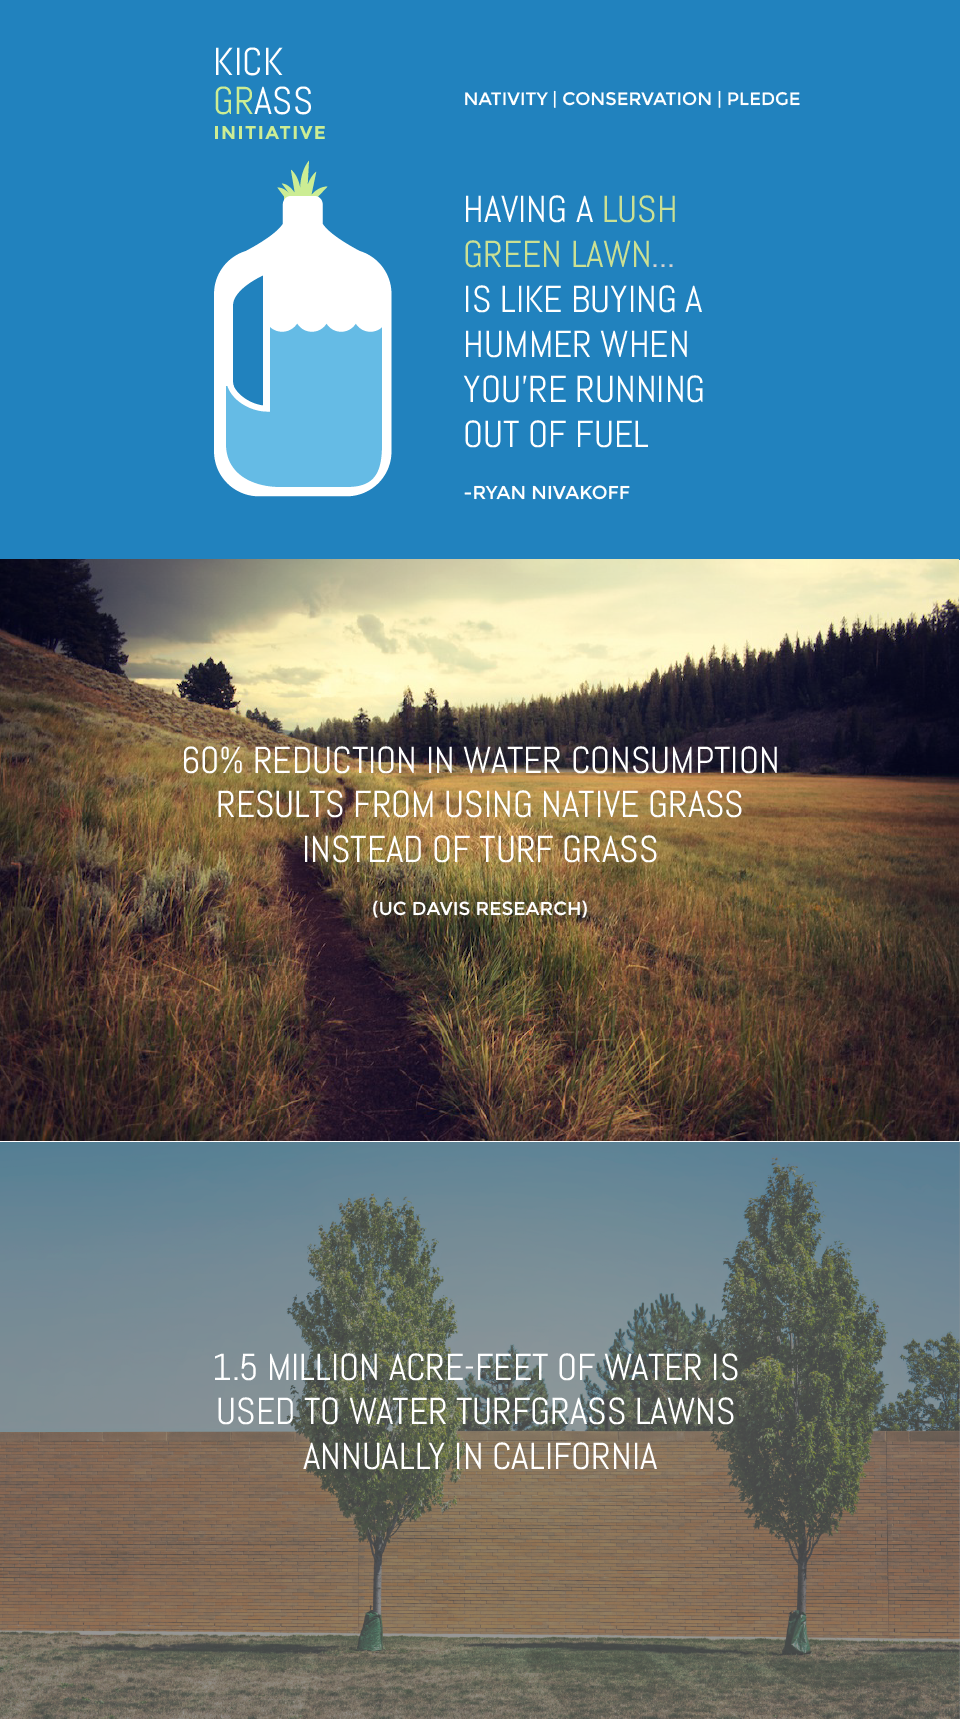 KICK
GRASS
INITIATIVE
NATIVITY | CONSERVATION | PLEDGE
HAVING A LUSH
GREEN LAWN...
IS LIKE BUYING A
HUMMER WHEN
YOU'RE RUNNING
OUT OF FUEL
-RYAN NIVAKOFF
60% REDUCTION IN WATER CONSUMPTION
RESULTS FROM USING NATIVE GRASS
INSTEAD OF TURF GRASS
(UC DAVIS RESEARCH)
1.5 MILLION ACRE-FEET OF WATER IS
USED TO WATER TURFGRASS LAWNS
ANNUALLY IN CALIFORNIA